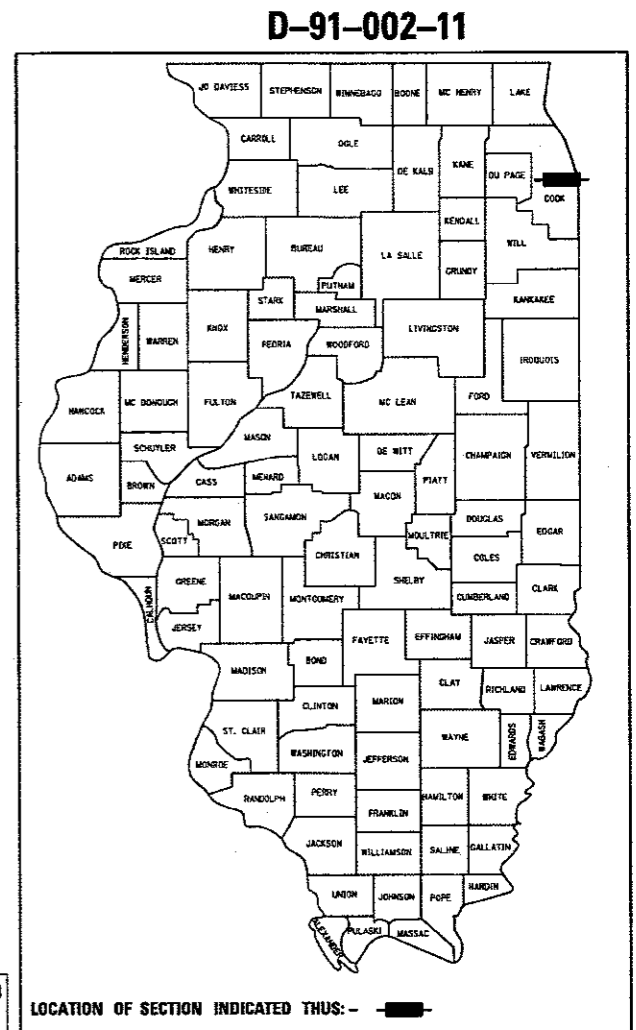 D-91-002-11
JO DAVIESS STEPHENSON WINNEBAGO BOONE MC HENRY LAKE
CARROLL OGLE
DE KALB KANE DU PAGE COOK
WHITESIDE LEE
KENDALL
ROCK ISLAND HENRY BUREAU LA SALLE GRUNDY WILL
MERCER PUTNAM
STARK MARSHALL KANKAKEE
HENDERSON WARREN KNOX PEORIA WOODFORD LIVINGSTON IROQUOIS
HANCOCK MC DONOUGH FULTON TAZEWELL MC LEAN FORD
MASON
SCHUYLER LOGAN DE WITT CHAMPAIGN VERMILION
ADAMS BROWN CASS MENARD PIATT
MACON
MORGAN SANGAMON DOUGLAS
PIKE SCOTT CHRISTIAN MOULTRIE EDGAR
COLES
GREENE MACOUPIN MONTGOMERY SHELBY
CALHOUN CUMBERLAND CLARK
JERSEY FAYETTE EFFINGHAM JASPER CRAWFORD
MADISON BOND
CLAY RICHLAND LAWRENCE
CLINTON MARION
ST. CLAIR WAYNE EDWARDS WABASH
WASHINGTON JEFFERSON
MONROE
RANDOLPH PERRY HAMILTON WHITE
FRANKLIN
JACKSON WILLIAMSON SALINE GALLATIN
UNION JOHNSON POPE HARDIN
ALEXANDER PULASKI MASSAC
LOCATION OF SECTION INDICATED THUS: -